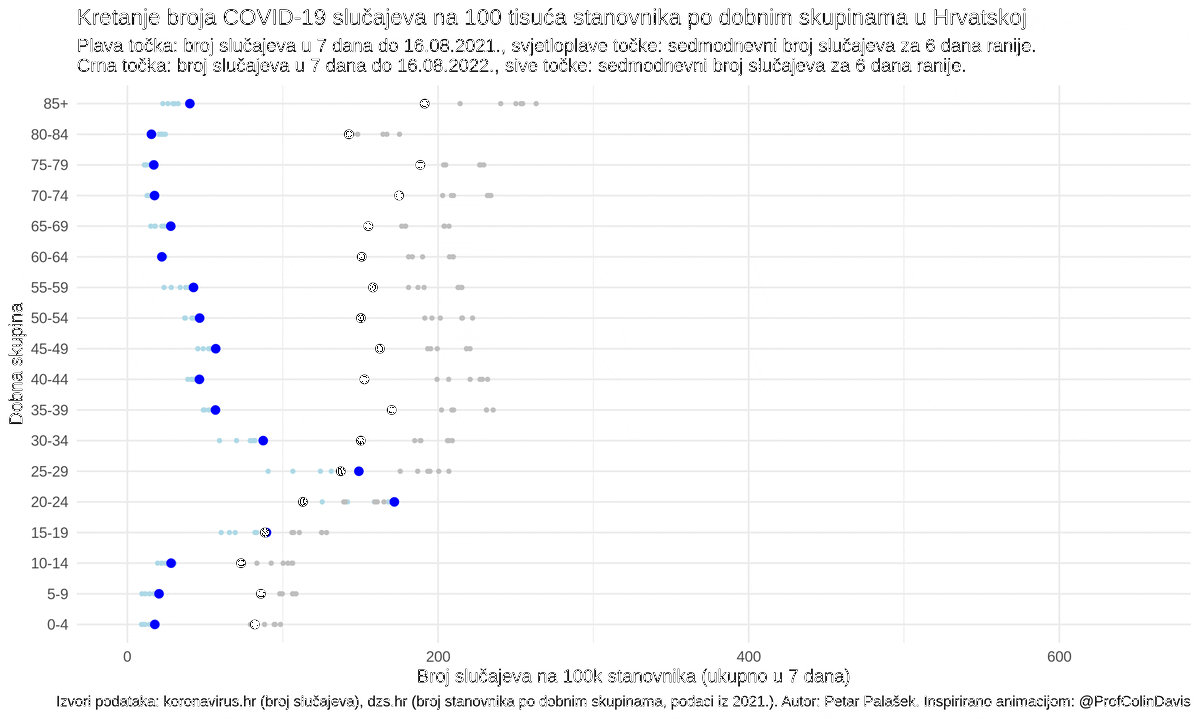 Kretanje broja COVID-19 slučajeva na 100 tisuća stanovnika po dobnim skupinama u Hrvatskoj
Plava točka: broj slučajeva u 7 dana do 16.08.2021., svjetloplave točke: sedmodnevni broj slučajeva za 6 dana ranije.
Crna točka: broj slučajeva u 7 dana do 16.08.2022., sive točke: sedmodnevni broj slučajeva za 6 dana ranije.
Dobna skupina
85+
80-84
75-79
70-74
65-69
60-64
55-59
50-54
45-49
40-44
35-39
30-34
25-29
20-24
15-19
10-14
5-9
0-4
0 200 400 600
Broj slučajeva na 100k stanovnika (ukupno u 7 dana)
Izvori podataka: koronavirus.hr (broj slučajeva), dzs.hr (broj stanovnika po dobnim skupinama, podaci iz 2021.). Autor: Petar Palašek. Inspirirano animacijom: @ProfColinDavis